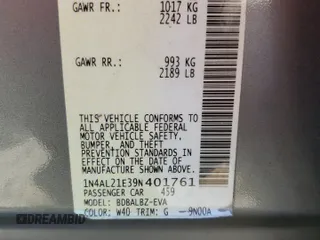 GAWR FR.: 1017 KG
2242 LB
GAWR RR.: 993 KG
2189 LB
THIS VEHICLE CONFORMS TO
ALL APPLICABLE FEDERAL
MOTOR VEHICLE SAFETY,
BUMPER, AND THEFT
PREVENTION STANDARDS IN
EFFECT ON THE DATE OF
MANUFACTURE SHOWN ABOVE.
1N4AL21E39N401761
PASSENGER CAR 459
MODEL: BDBALBZ-EVA
COLOR: W40 TRIM: G -9N00A
DREAMBID